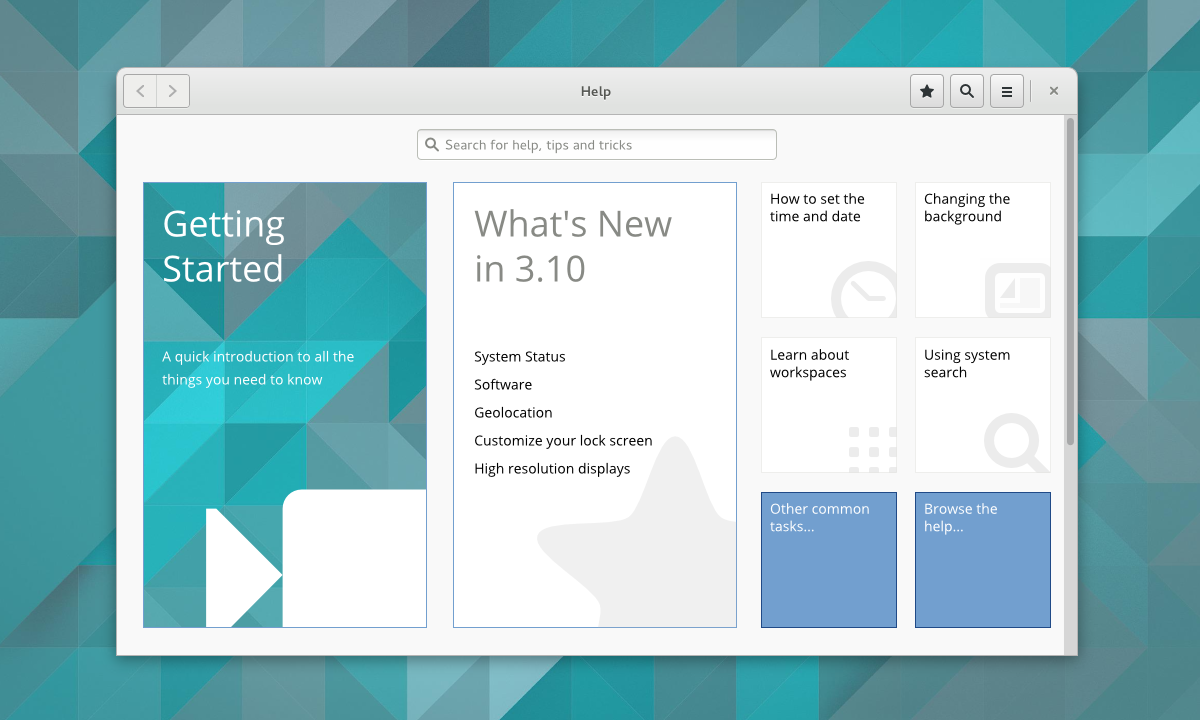 Help
Search for help, tips and tricks
Getting
Started
A quick introduction to all the
things you need to know
What's New
in 3.10
System Status
Software
Geolocation
Customize your lock screen
High resolution displays
How to set the
time and date
Changing the
background
Learn about
workspaces
Using system
search
Other common
tasks...
Browse the
help...